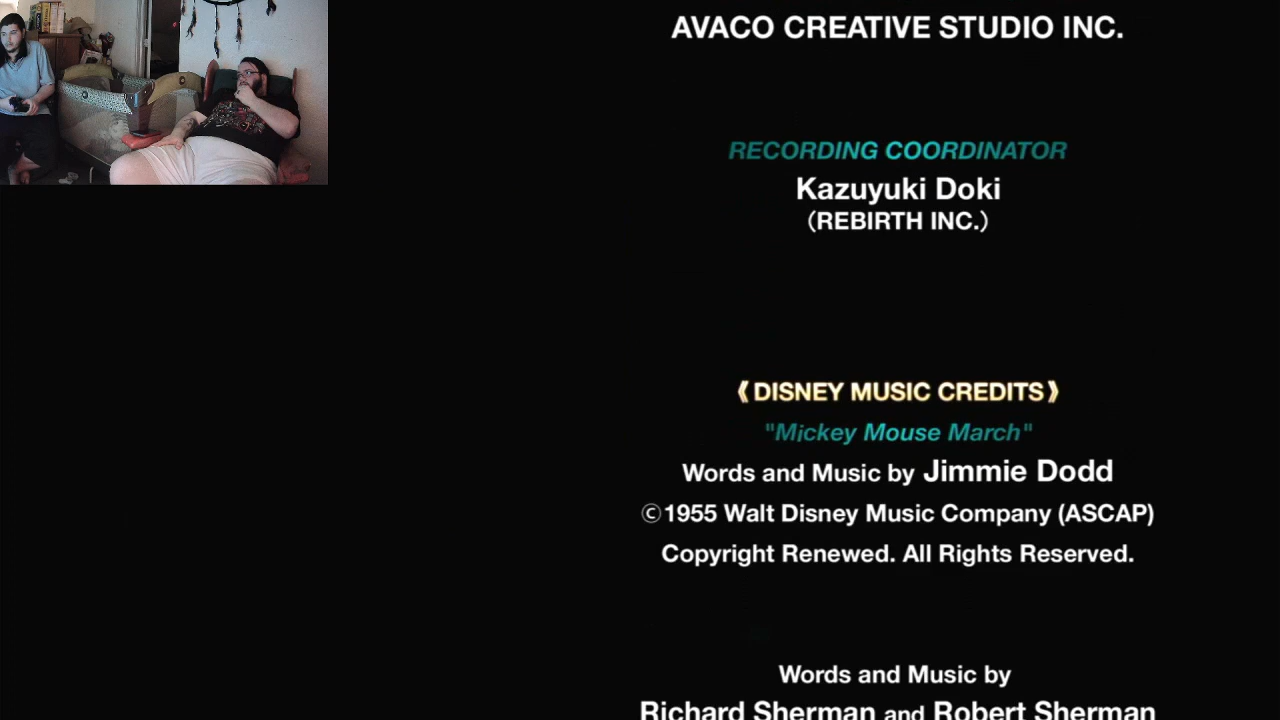 AVACO CREATIVE STUDIO INC.
RECORDING COORDINATOR
Kazuyuki Doki
(REBIRTH INC.)
《DISNEY MUSIC CREDITS》
"Mickey Mouse March"
Words and Music by Jimmie Dodd
©1955 Walt Disney Music Company (ASCAP)
Copyright Renewed. All Rights Reserved.
Words and Music by
Richard Sherman and Robert Sherman